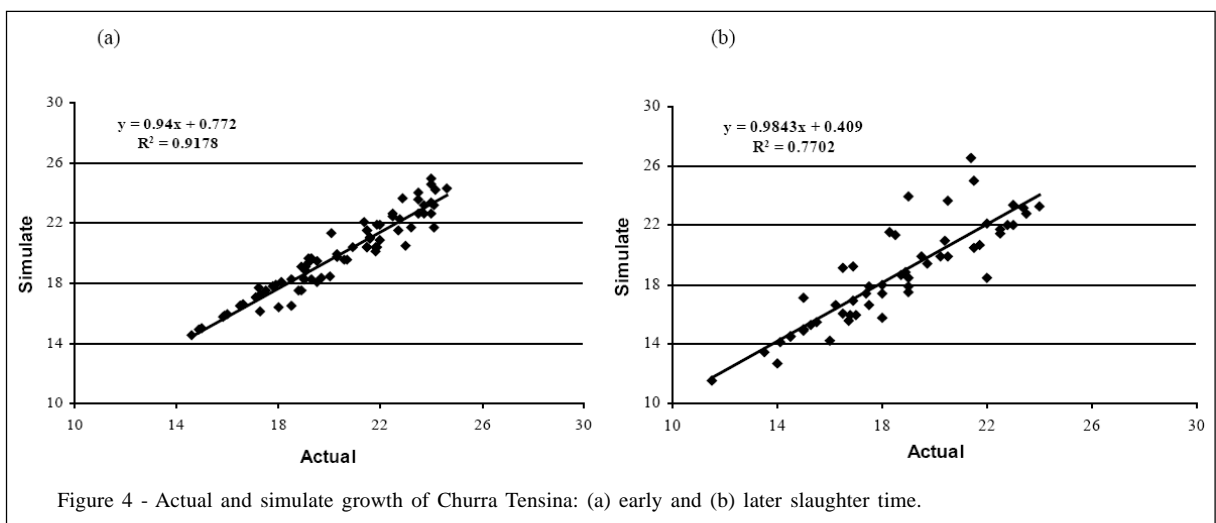 (a)
y = 0.94x + 0.772
R² = 0.9178
30
26
22
18
14
10
Simulate
10 14 18 22 26 30
Actual
(b)
y = 0.9843x + 0.409
R² = 0.7702
30
26
22
18
14
10
Simulate
10 14 18 22 26 30
Actual
Figure 4 - Actual and simulate growth of Churra Tensina: (a) early and (b) later slaughter time.